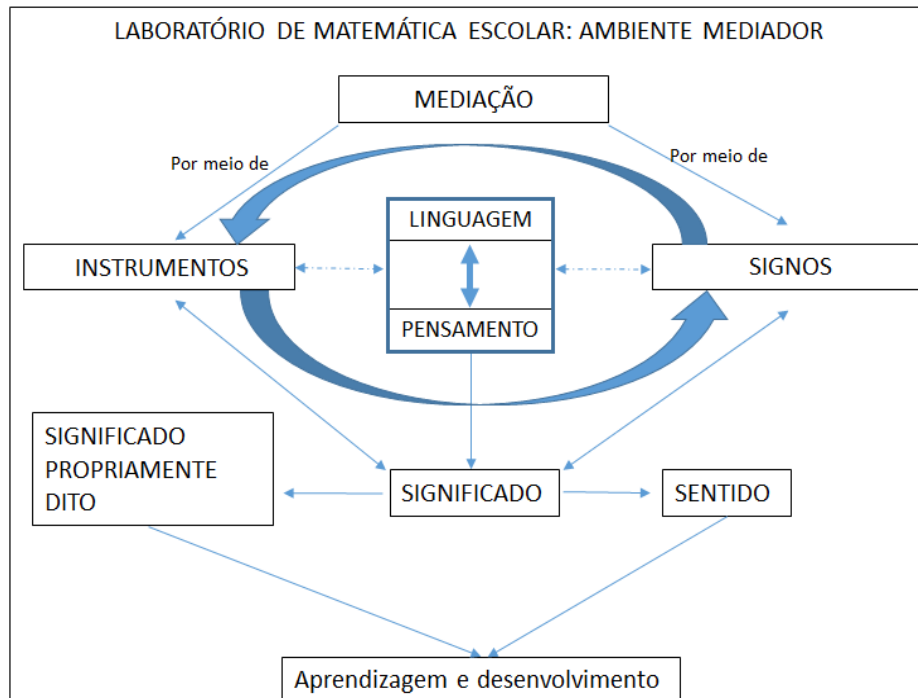 LABORATÓRIO DE MATEMÁTICA ESCOLAR: AMBIENTE MEDIADOR
MEDIAÇÃO
Por meio de
Por meio de
LINGUAGEM
INSTRUMENTOS
SIGNOS
PENSAMENTO
SIGNIFICADO
PROPRIAMENTE
DITO
SIGNIFICADO
SENTIDO
Aprendizagem e desenvolvimento